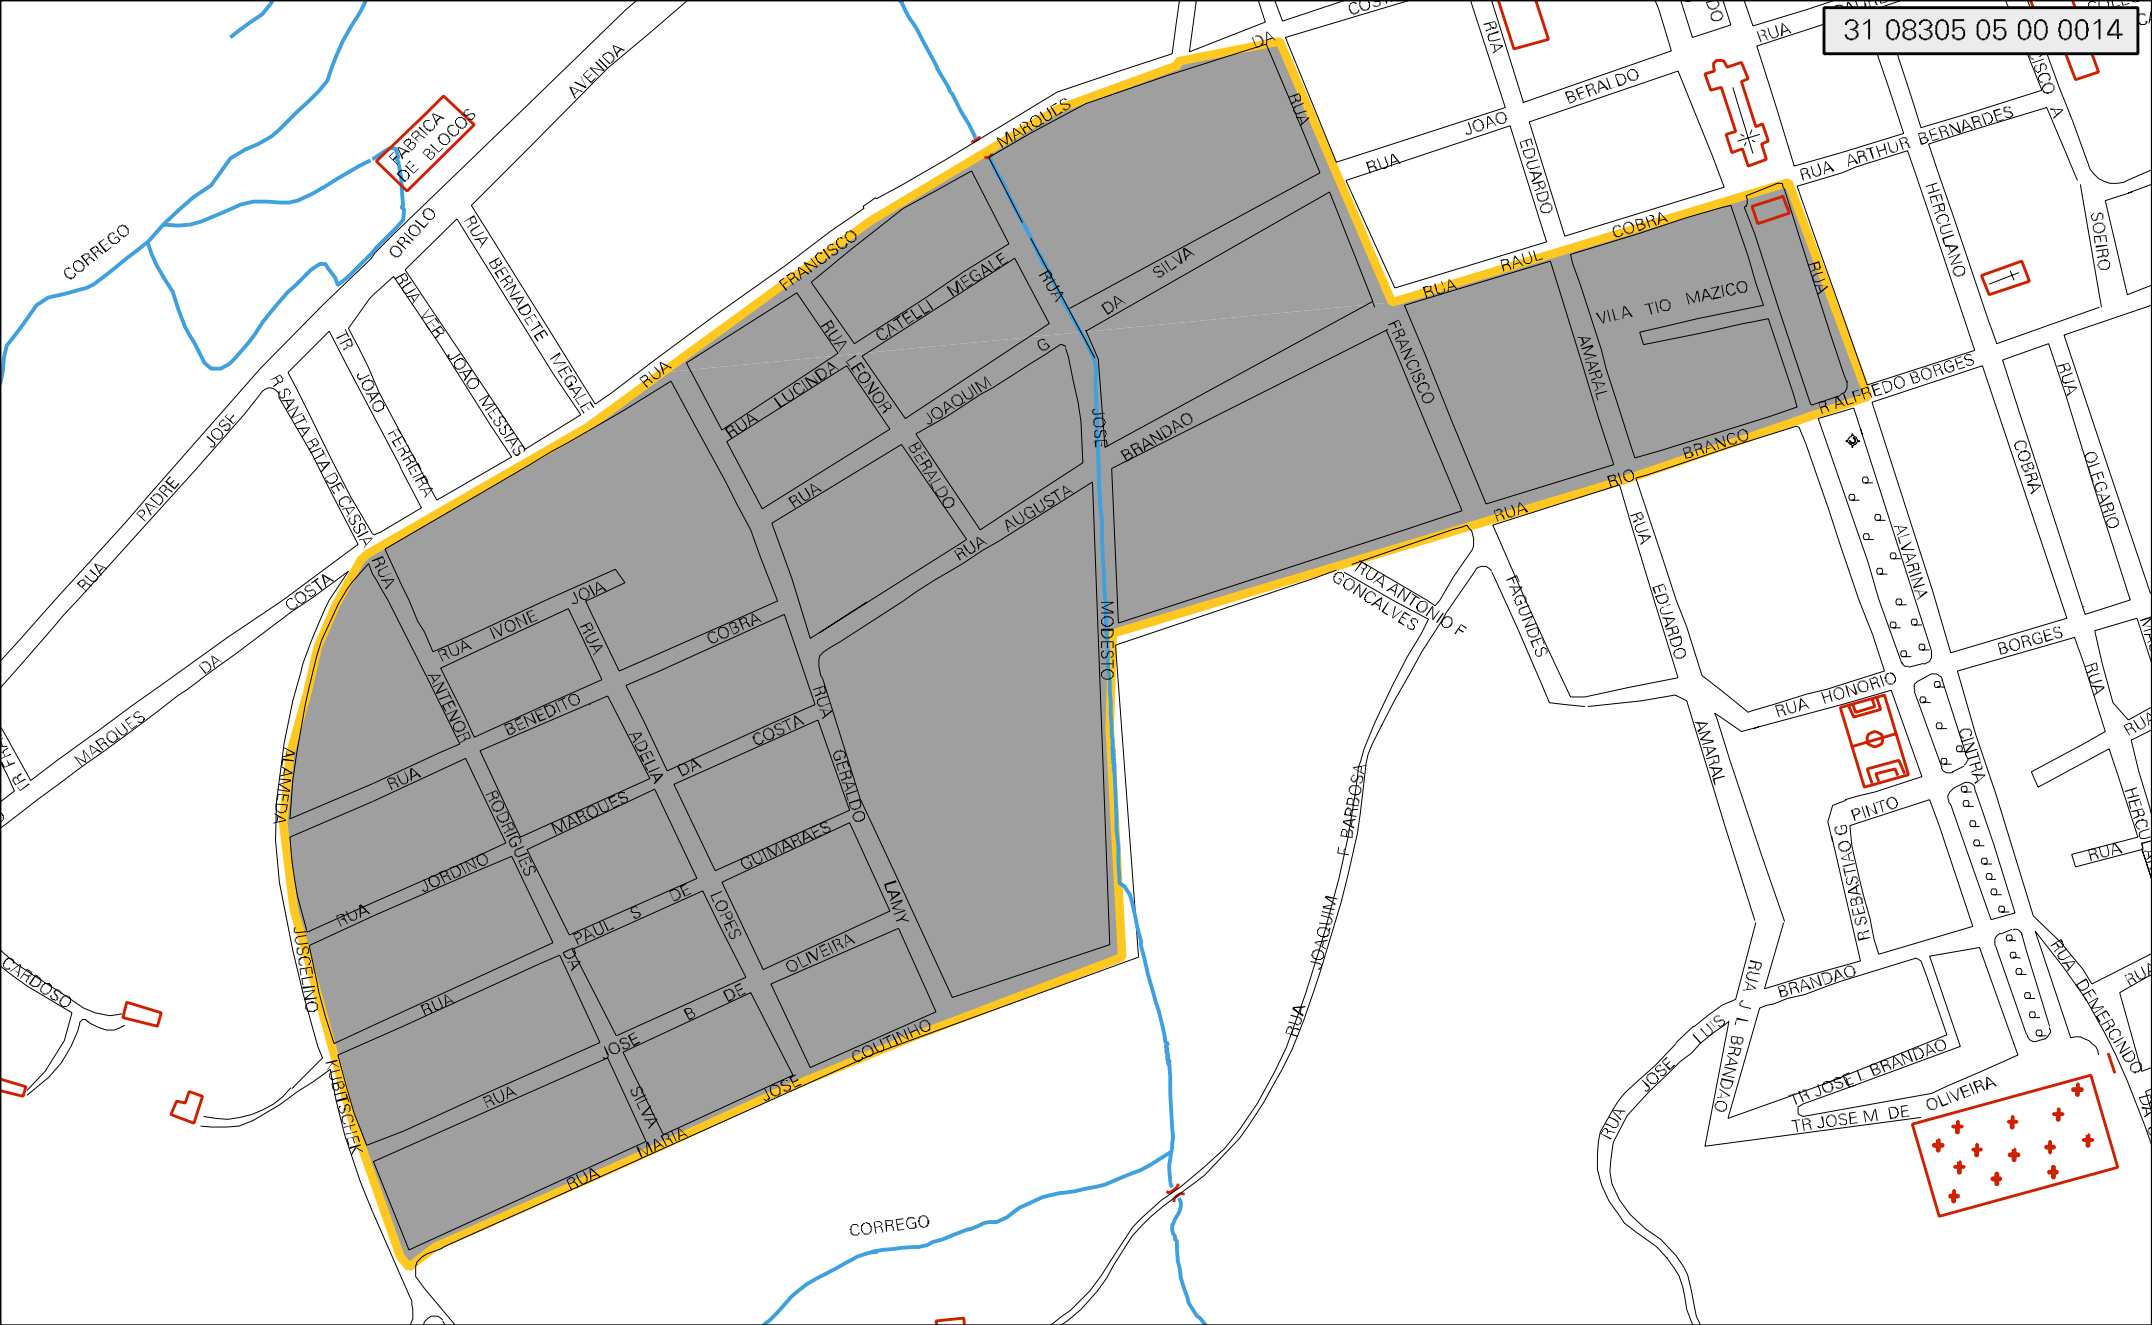 31 08305 05 00 0014
AVENIDA
FABRICA
DE BLOCOS
CORREGO
ORIOLO
JOSE
PADRE
RUA
RUA BERNADETE MEGALE
RUA VER JOAO MESSIAS
TR JOAO FERREIRA
R SANTA RITA DE CASSIA
MARQUES DA COSTA
RUA FRANCISCO MARQUES DA
CARDOSO
ALAMEDA JUSCELINO KUBITSCHEK
RUA ANTENOR RODRIGUES DA SILVA
RUA IVONE JOIA
RUA ADELIA LOPES
RUA BENEDITO COBRA
RUA JORDINO MARQUES DA COSTA
RUA PAUL S DE GUIMARAES
RUA JOSE B DE OLIVEIRA
RUA MARIA JOSE COUTINHO
RUA GERALDO LAMY
RUA LUCINDA CATELLI MEGALE
RUA JOAQUIM G
RUA AUGUSTA BRANDAO
DA SILVA
RUA JOSE MODESTO
RUA FRANCISCO FAGUNDES
RUA JOAO BERALDO
RUA EDUARDO AMARAL
RUA RAUL COBRA
VILA TIO MAZICO
RUA RIO BRANCO
R ALFREDO BORGES
RUA ARTHUR BERNARDES
HERCULANO
COBRA
SOEIRO
RUA
OLEGARIO
RUA ANTONIO F
GONCALVES
RUA EDUARDO AMARAL
RUA
ALVARINA
CINTRA
RUA HONORIO BORGES
PINTO
R SEBASTIAO G
BRANDAO
RUA J L BRANDAO
RUA JOSE LUIS
TR JOSE I BRANDAO
TR JOSE M DE OLIVEIRA
RUA DEMERCINDO
RUA
RUA
RUA
RUA JOAQUIM F BARBOSA
CORREGO